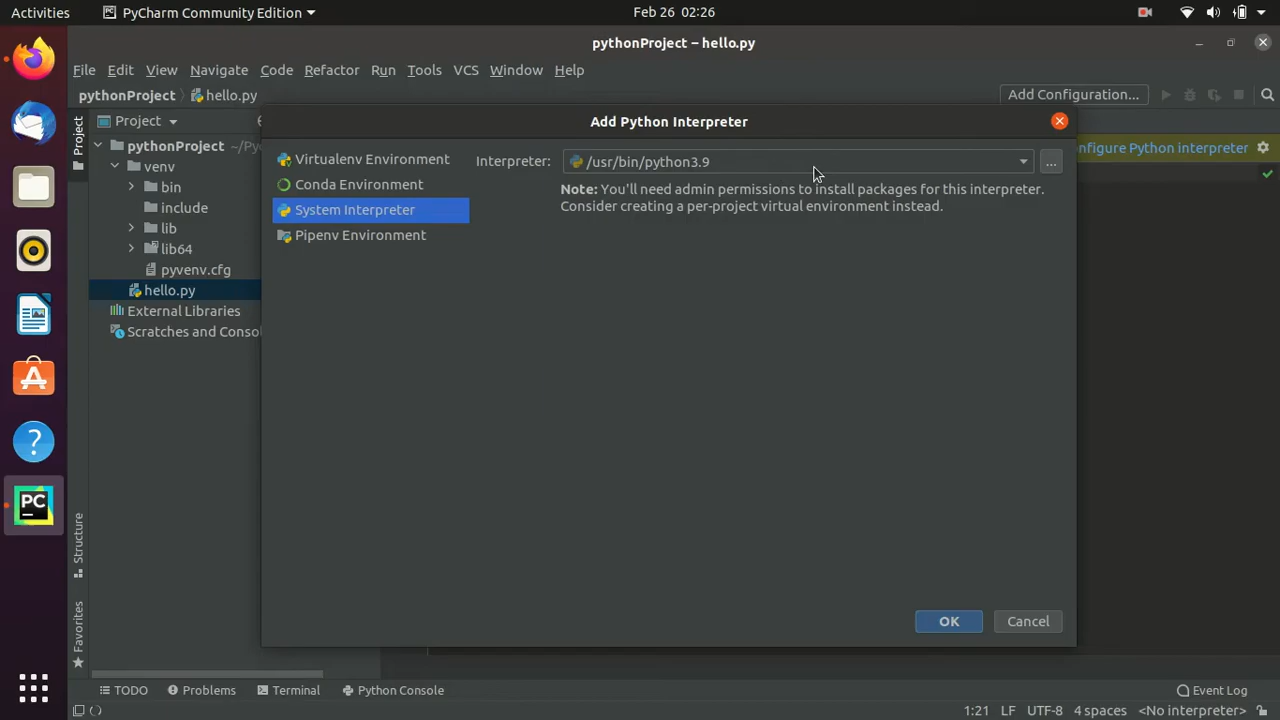 Activities
PyCharm Community Edition
Feb 26 02:26
pythonProject – hello.py
File Edit View Navigate Code Refactor Run Tools VCS Window Help
pythonProject hello.py
Add Configuration...
Project
Project
Add Python Interpreter
nfigure Python interpreter
pythonProject ~/Py
venv
bin
include
lib
lib64
pyvenv.cfg
hello.py
External Libraries
Scratches and Conso
Virtualenv Environment
Conda Environment
System Interpreter
Pipenv Environment
Interpreter: /usr/bin/python3.9
...
Note: You'll need admin permissions to install packages for this interpreter.
Consider creating a per-project virtual environment instead.
OK
Cancel
Structure
Favorites
PC
TODO Problems Terminal Python Console
Event Log
1:21 LF UTF-8 4 spaces <No interpreter>